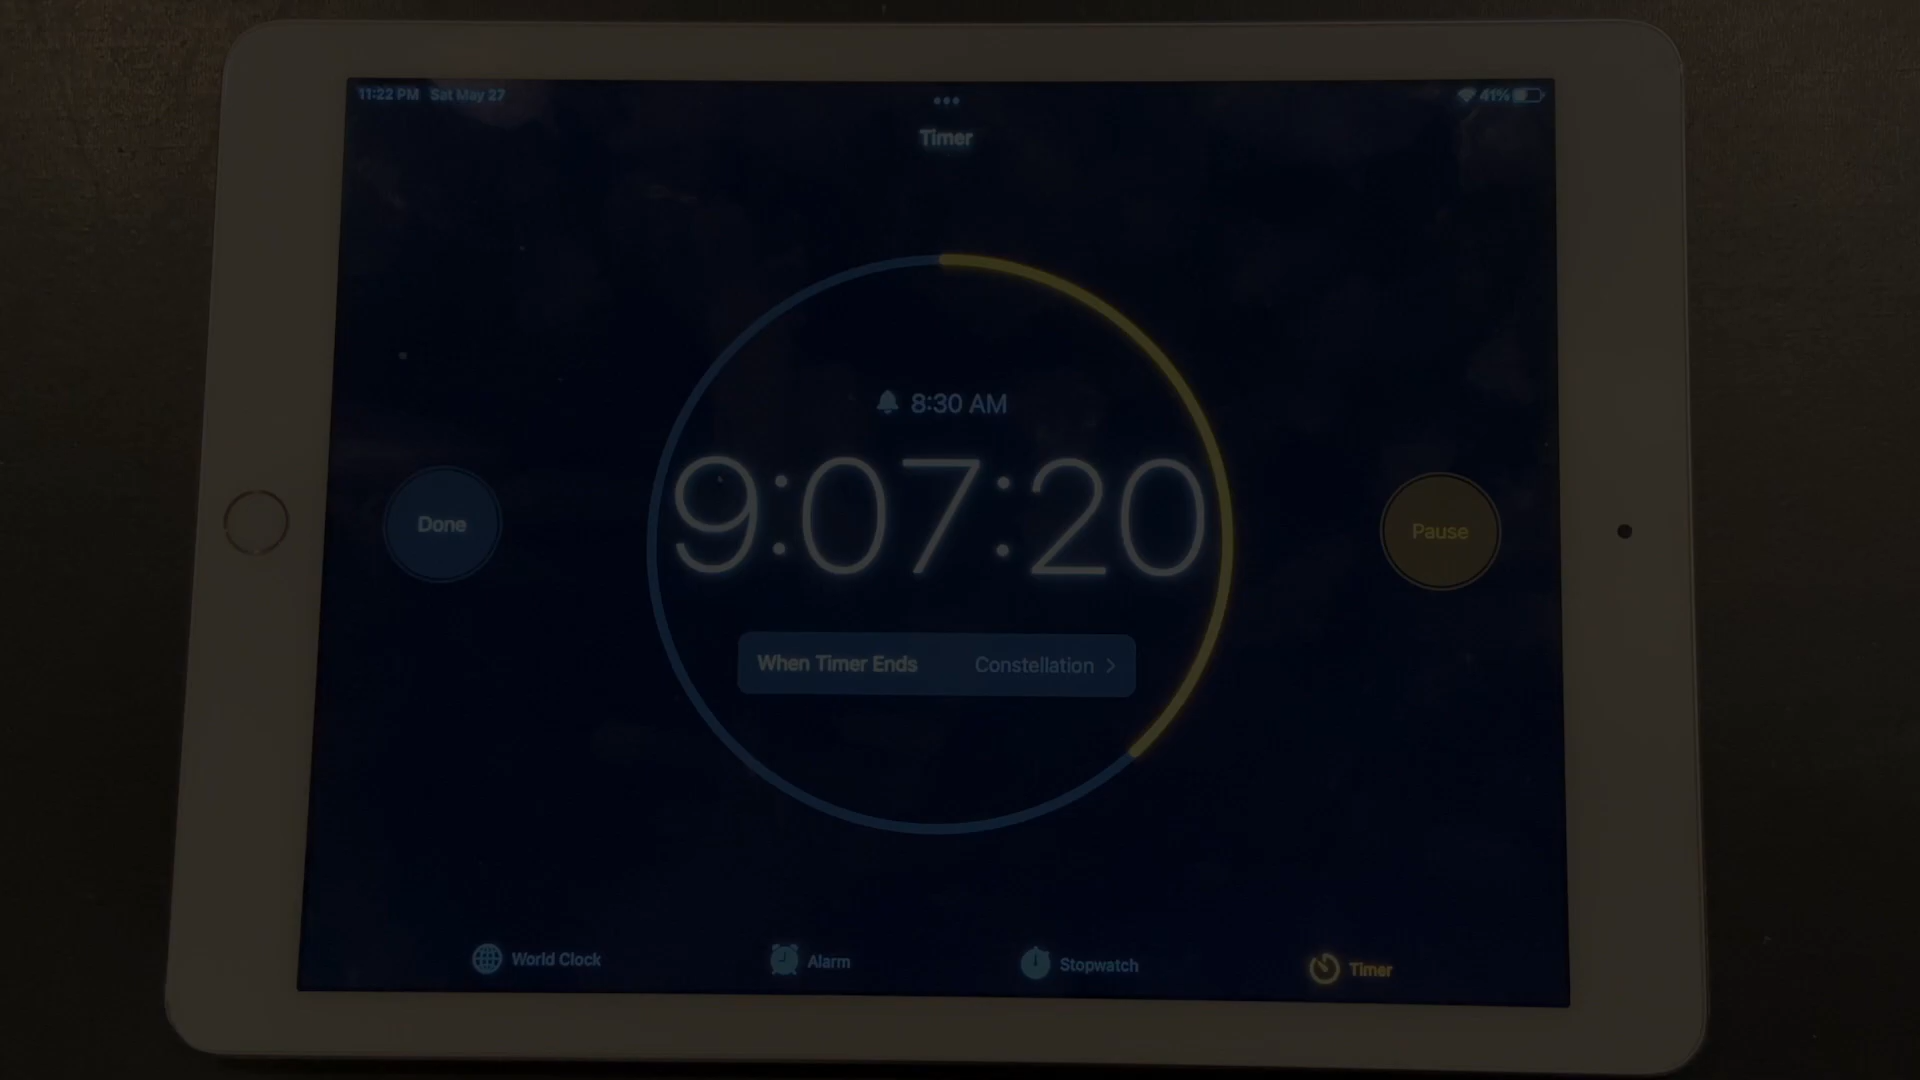 11:22 PM Sat May 27
41%
Timer
8:30 AM
9:07:20
Done
Pause
When Timer Ends Constellation >
World Clock Alarm Stopwatch Timer